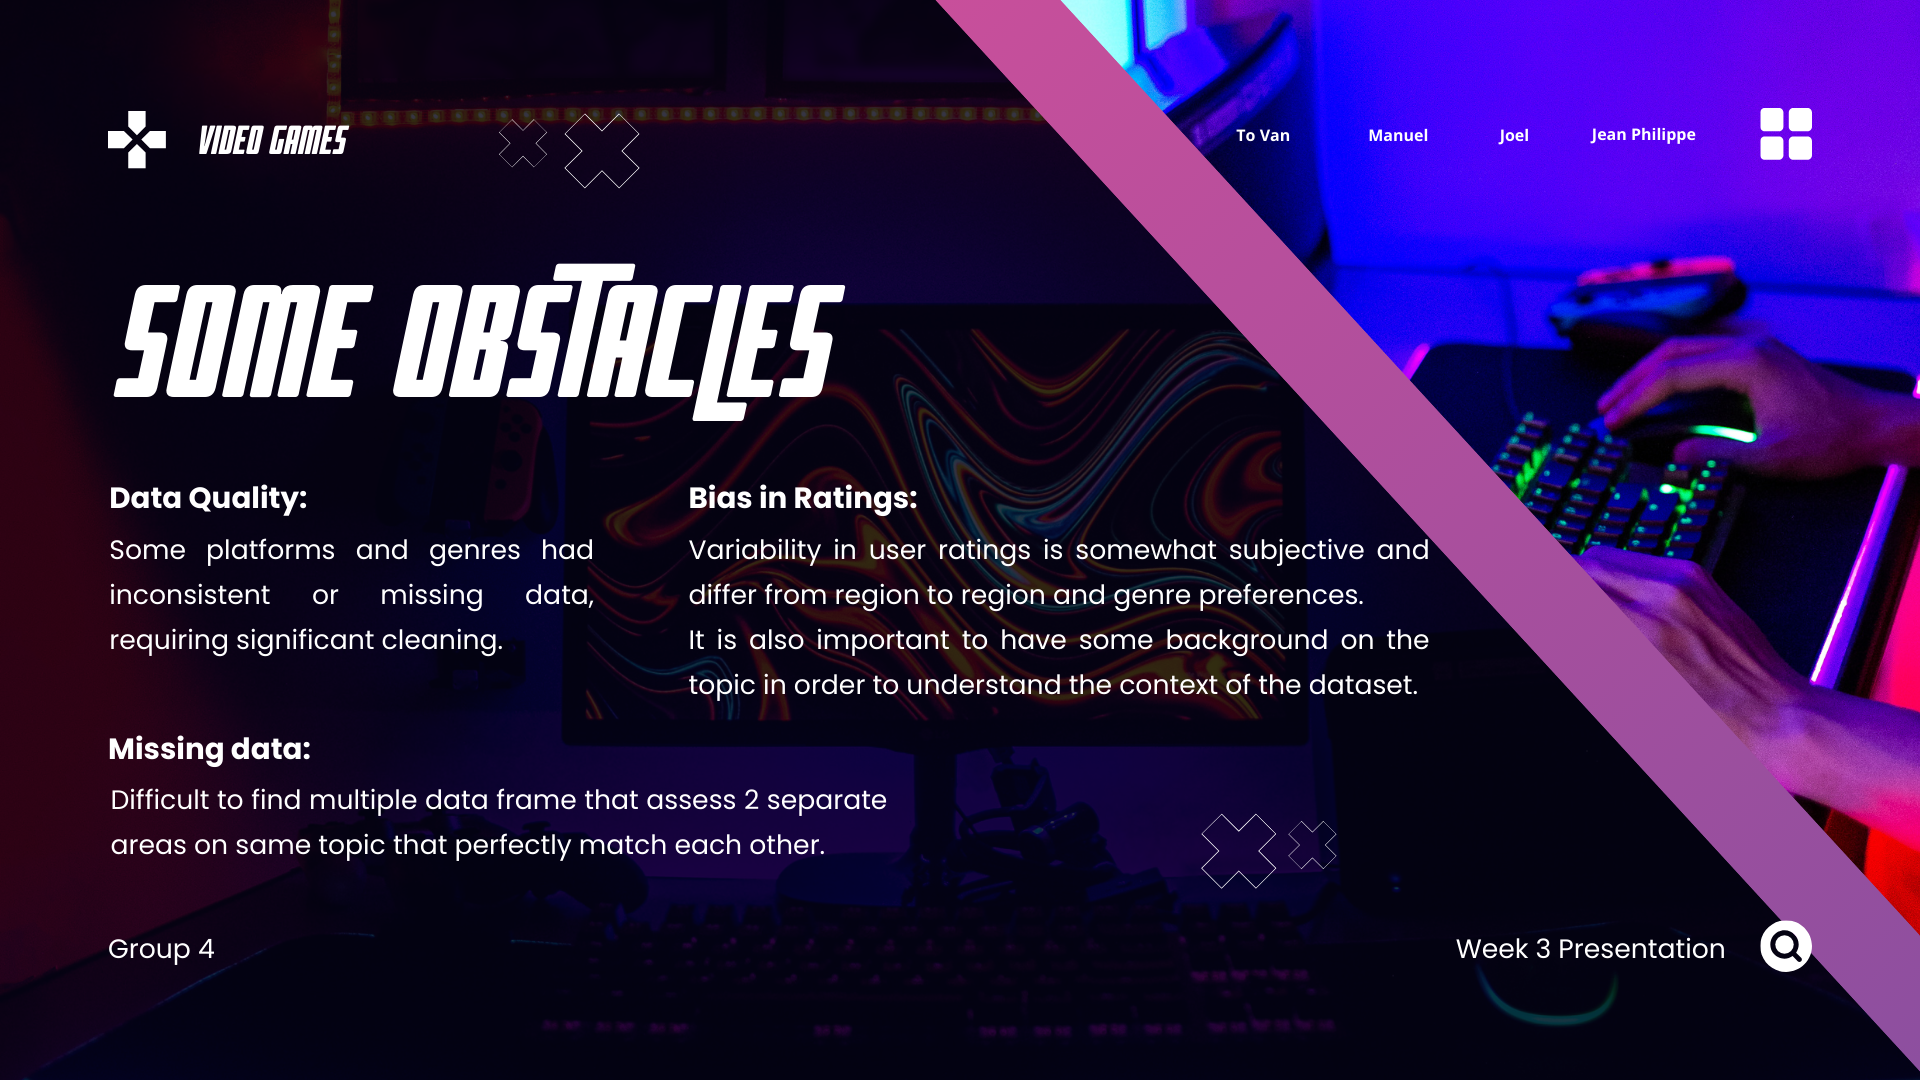 VIDEO GAMES
To Van
Manuel
Joel
Jean Philippe
SOME OBSTACLES
Data Quality:
Some platforms and genres had
inconsistent or missing data,
requiring significant cleaning.
Bias in Ratings:
Variability in user ratings is somewhat subjective and
differ from region to region and genre preferences.
It is also important to have some background on the
topic in order to understand the context of the dataset.
Missing data:
Difficult to find multiple data frame that assess 2 separate
areas on same topic that perfectly match each other.
Group 4
Week 3 Presentation